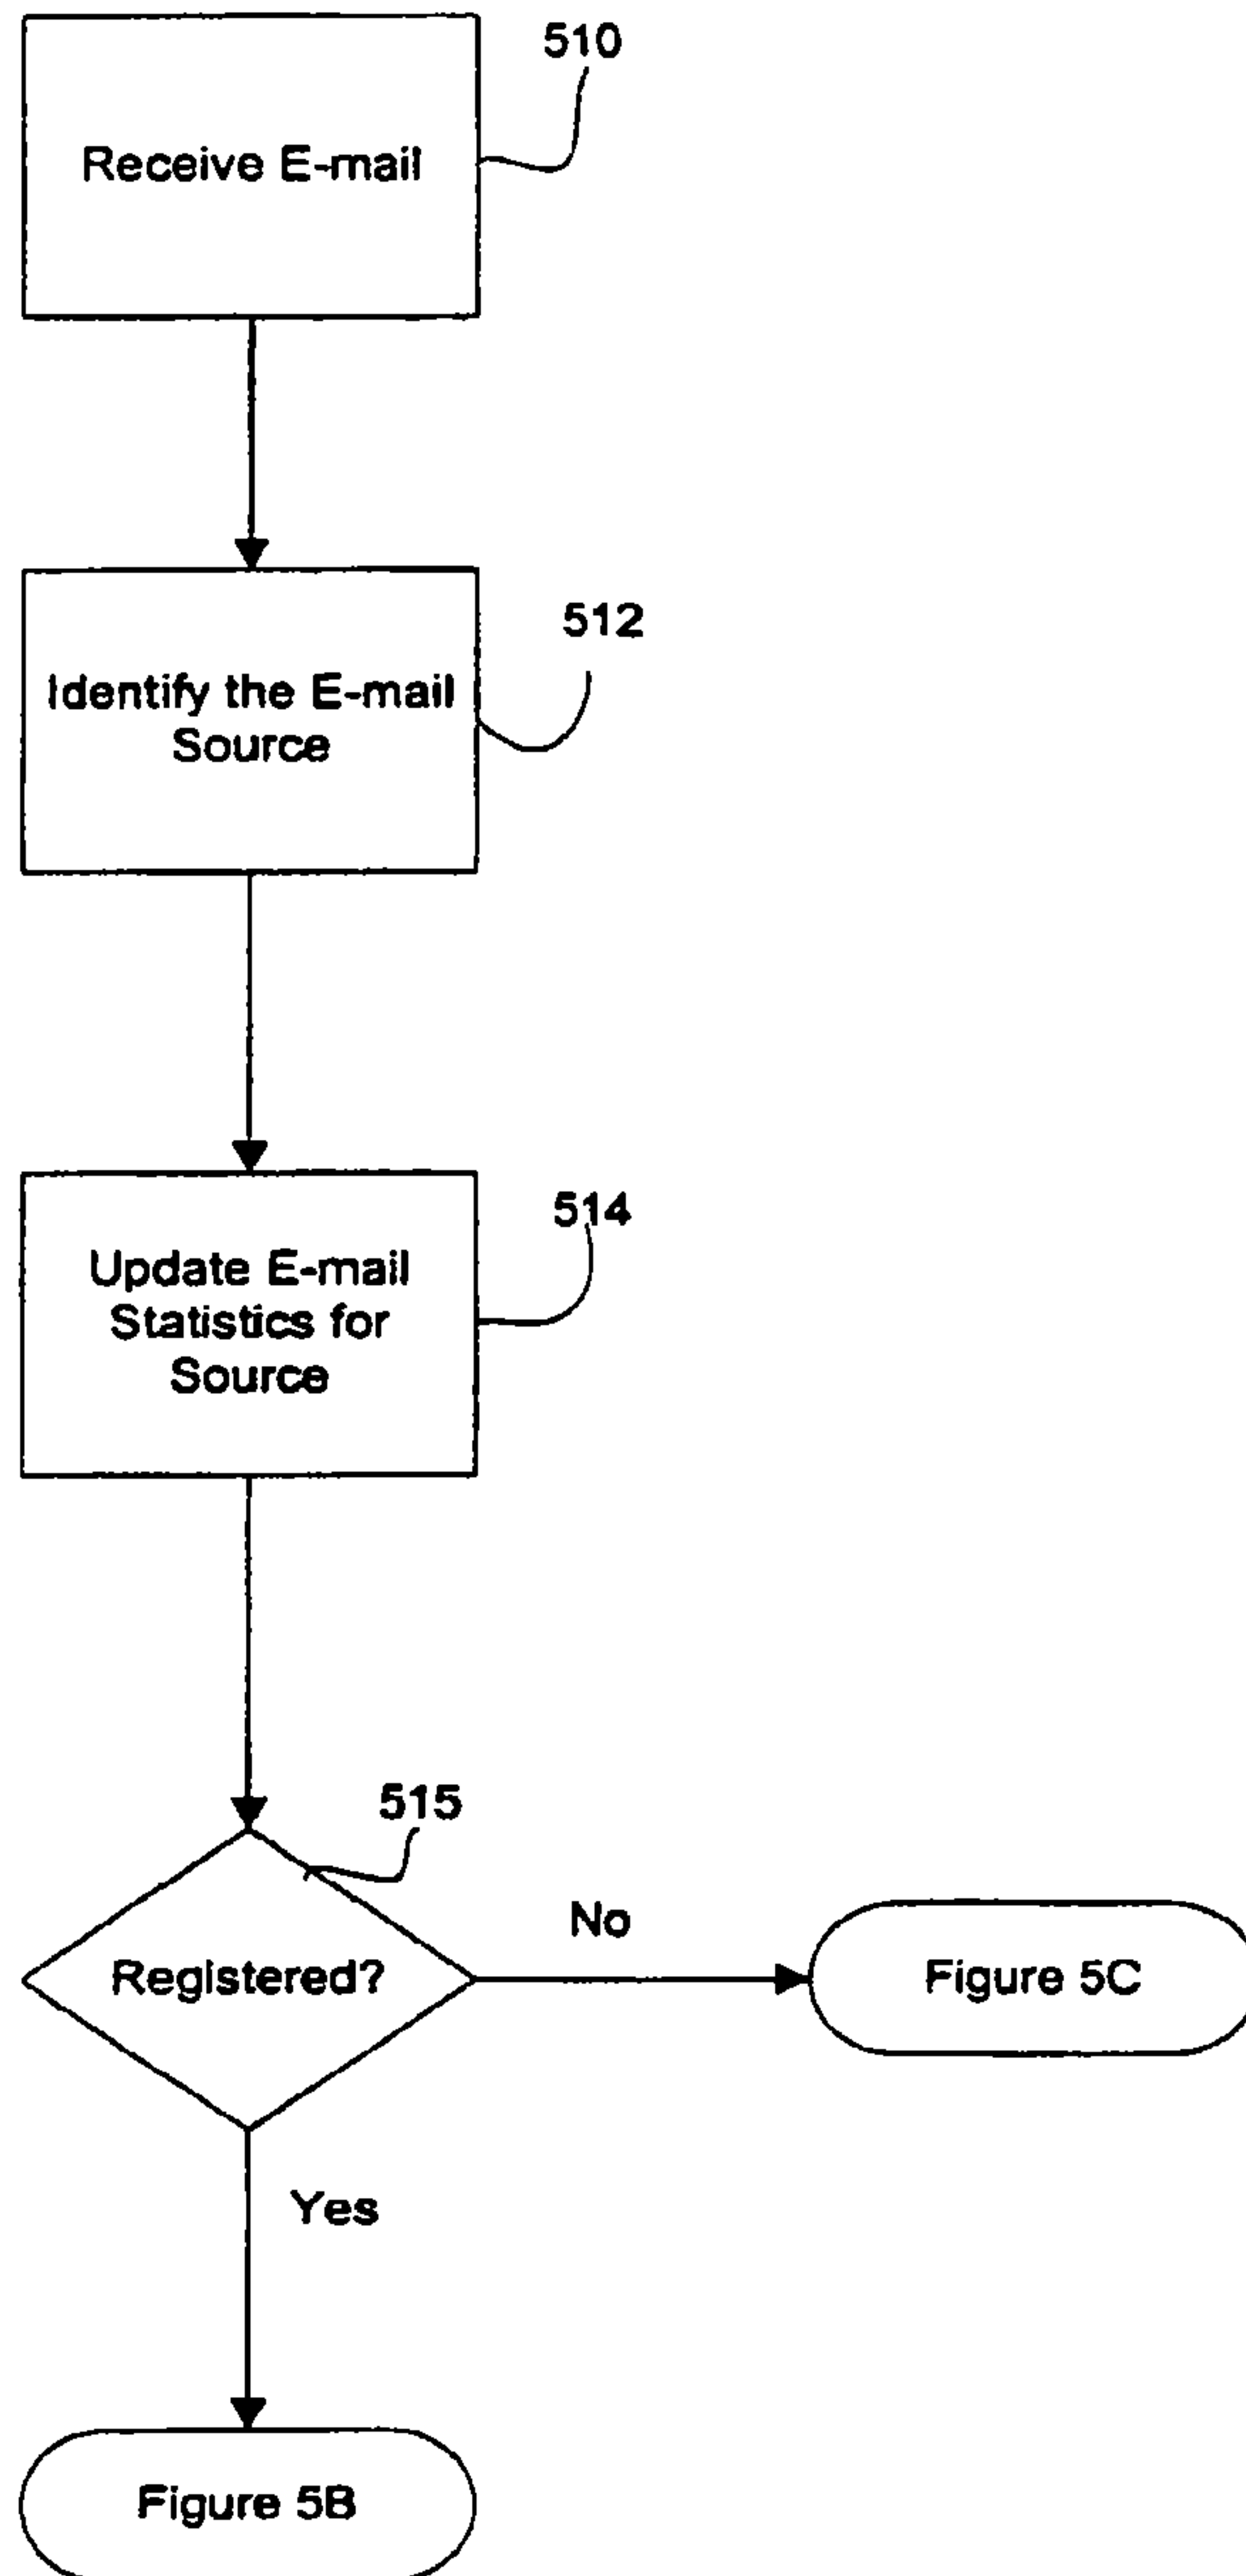 510
Receive E-mail
512
Identify the E-mail
Source
514
Update E-mail
Statistics for
Source
515
Registered?
No
Figure 5C
Yes
Figure 5B